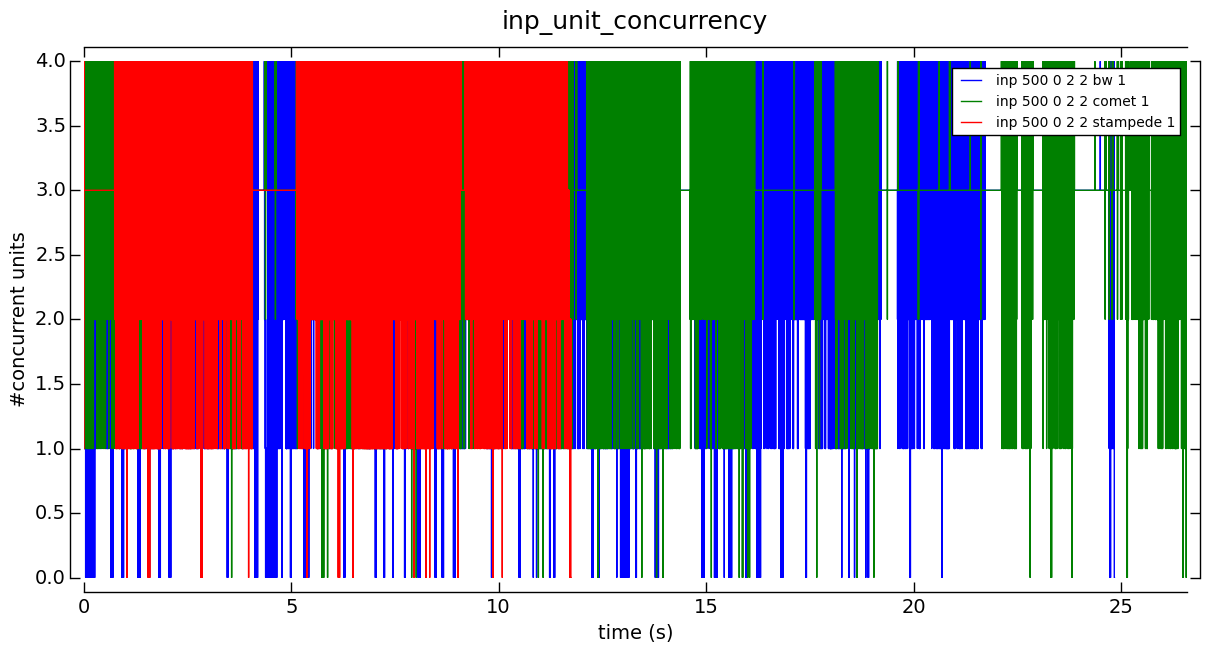 inp_unit_concurrency
4.0
3.5
3.0
2.5
2.0
1.5
1.0
0.5
0.0
#concurrent units
inp 500 0 2 2 bw 1
inp 500 0 2 2 comet 1
inp 500 0 2 2 stampede 1
0 5 10 15 20 25
time (s)